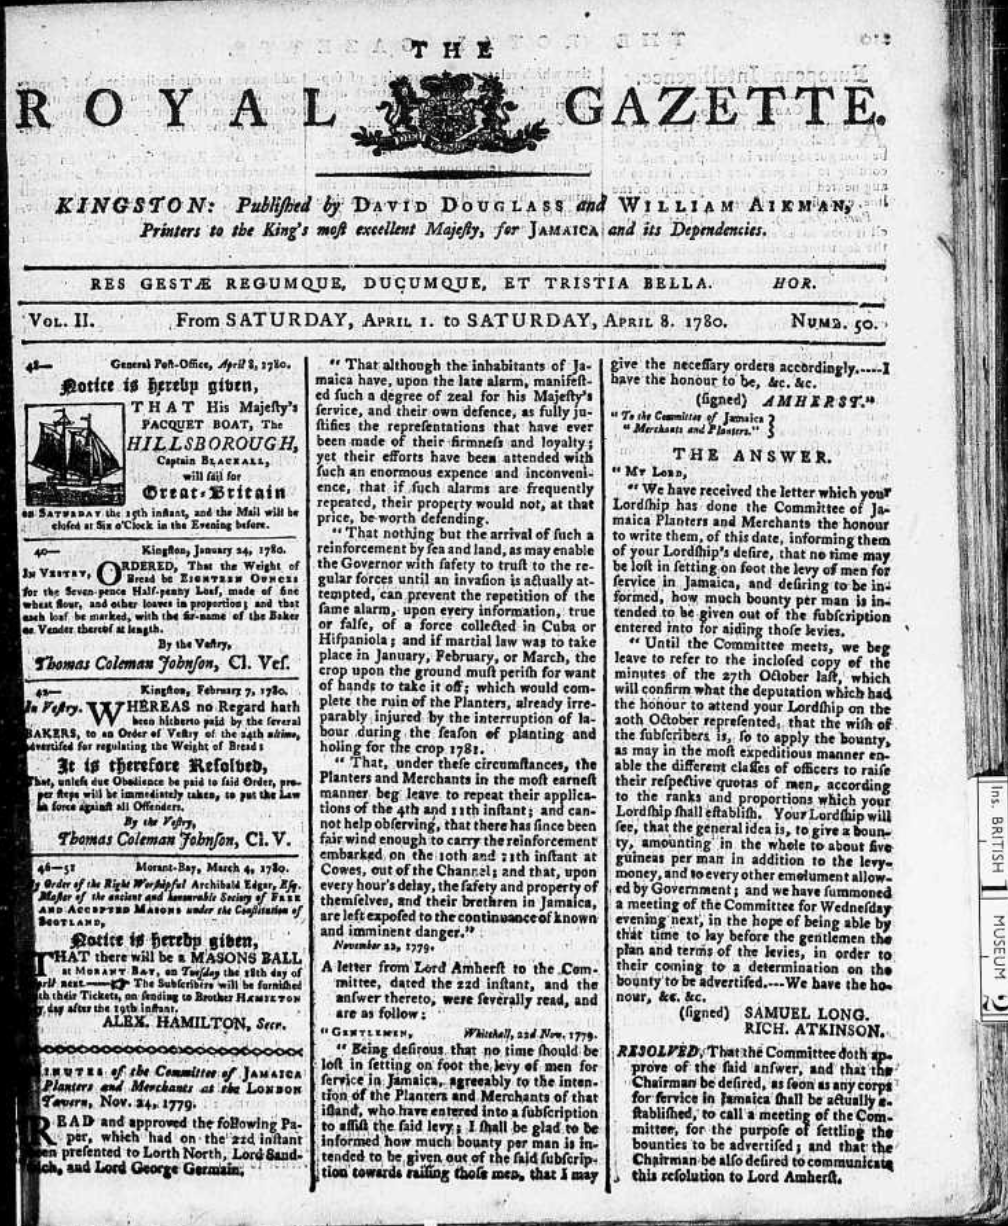 THE
ROYAL GAZETTE.
KINGSTON: Publiſhed by DAVID DOUGLASS and WILLIAM AIKMAN,
Printers to the King's moſt excellent Majeſty, for JAMAICA and its Dependencies.
RES GESTÆ REGUMQUE, DUCUMQUE, ET TRISTIA BELLA. HOR.
VOL. II. From SATURDAY, APRIL 1. to SATURDAY, APRIL 8. 1780. NUMB. 50.
48— General Poſt-Office, April 8, 1780.
Notice is hereby given,
THAT His Majeſty's
PACQUET BOAT, The
HILLSBOROUGH,
Captain BLACKALL,
will ſail for
Great-Britain
on SATURDAY the 15th inſtant, and the Mail will be
cloſed at Six o'Clock in the Evening before.
40— Kingſton, January 24, 1780.
IN VESTRY, ORDERED, That the Weight of
Bread be EIGHTEEN OUNCES
for the Seven-pence Half-penny Loaf, made of fine
wheat flour, and other loaves in proportion; and that
each loaf be marked, with the ſir-name of the Baker
or Vender thereof at length.
By the Veſtry,
Thomas Coleman Johnſon, Cl. Veſ.
42— Kingſton, February 7, 1780.
In Veſtry. WHEREAS no Regard hath
been hitherto paid by the ſeveral
BAKERS, to an Order of Veſtry of the 24th ultimo,
advertiſed for regulating the Weight of Bread:
It is therefore Reſolved,
That, unleſs due Obedience be paid to ſaid Order, pro-
per ſteps will be immediately taken, to put the Law
in force againſt all Offenders.
By the Veſtry,
Thomas Coleman Johnſon, Cl. V.
46—51 Morant-Bay, March 4, 1780.
By Order of the Right Worſhipful Archibald Edgar, Eſq.
Maſter of the ancient and honourable Society of FREE
AND ACCEPTED MASONS under the Conſtitution of
SCOTLAND,
Notice is hereby given,
THAT there will be a MASONS BALL
at MORANT BAY, on Tueſday the 18th day of
April next.—— The Subſcribers will be furniſhed
with their Tickets, on ſending to Brother HAMILTON
day after the 19th inſtant.
ALEX. HAMILTON, Secr.
MINUTES of the Committee of JAMAICA
Planters and Merchants at the LONDON
Tavern, Nov. 24, 1779.
READ and approved the following Pa-
per, which had on the 22d inſtant
been preſented to Lorth North, Lord Sand-
wich, and Lord George Germain.
" That although the inhabitants of Ja-
maica have, upon the late alarm, manifeſt-
ed ſuch a degree of zeal for his Majeſty's
ſervice, and their own defence, as fully ju-
ſtifies the repreſentations that have ever
been made of their firmneſs and loyalty;
yet their efforts have been attended with
ſuch an enormous expence and inconveni-
ence, that if ſuch alarms are frequently
repeated, their property would not, at that
price, be worth defending.
" That nothing but the arrival of ſuch a
reinforcement by ſea and land, as may enable
the Governor with ſafety to truſt to the re-
gular forces until an invaſion is actually at-
tempted, can prevent the repetition of the
ſame alarm, upon every information, true
or falſe, of a force collected in Cuba or
Hiſpaniola; and if martial law was to take
place in January, February, or March, the
crop upon the ground muſt periſh for want
of hands to take it off; which would com-
plete the ruin of the Planters, already irre-
parably injured by the interruption of la-
bour during the ſeaſon of planting and
holing for the crop 1781.
" That, under theſe circumſtances, the
Planters and Merchants in the moſt earneſt
manner beg leave to repeat their applica-
tions of the 4th and 11th inſtant; and can-
not help obſerving, that there has ſince been
fair wind enough to carry the reinforcement
embarked on the 10th and 11th inſtant at
Cowes, out of the Channel; and that, upon
every hour's delay, the ſafety and property of
themſelves, and their brethren in Jamaica,
are left expoſed to the continuance of known
and imminent danger."
November 22, 1779.
A letter from Lord Amherſt to the Com-
mittee, dated the 22d inſtant, and the
anſwer thereto, were ſeverally read, and
are as follow:
" GENTLEMEN, Whitehall, 22d Nov. 1779.
" Being deſirous that no time ſhould be
loſt in ſetting on foot the levy of men for
ſervice in Jamaica, agreeably to the inten-
tion of the Planters and Merchants of that
iſland, who have entered into a ſubſcription
to aſſiſt the ſaid levy; I ſhall be glad to be
informed how much bounty per man is in-
tended to be given out of the ſaid ſubſcrip-
tion towards raiſing thoſe men, that I may
give the neceſſary orders accordingly.----I
have the honour to be, &c. &c.
(ſigned) AMHERST."
" To the Committee of Jamaica
" Merchants and Planters."
THE ANSWER.
" MY LORD,
" We have received the letter which your
Lordſhip has done the Committee of Ja-
maica Planters and Merchants the honour
to write them, of this date, informing them
of your Lordſhip's deſire, that no time may
be loſt in ſetting on foot the levy of men for
ſervice in Jamaica, and deſiring to be in-
formed, how much bounty per man is in-
tended to be given out of the ſubſcription
entered into for aiding thoſe levies.
" Until the Committee meets, we beg
leave to refer to the incloſed copy of the
minutes of the 27th October laſt, which
will confirm what the deputation which had
the honour to attend your Lordſhip on the
20th October repreſented, that the wiſh of
the ſubſcribers is, ſo to apply the bounty,
as may in the moſt expeditious manner en-
able the different claſſes of officers to raiſe
their reſpective quotas of men, according
to the ranks and proportions which your
Lordſhip ſhall eſtabliſh. Your Lordſhip will
ſee, that the general idea is, to give a boun-
ty, amounting in the whole to about five
guineas per man in addition to the levy-
money, and to every other emolument allow-
ed by Government; and we have ſummoned
a meeting of the Committee for Wedneſday
evening next, in the hope of being able by
that time to lay before the gentlemen the
plan and terms of the levies, in order to
their coming to a determination on the
bounty to be advertiſed.---We have the ho-
nour, &c. &c.
(ſigned) SAMUEL LONG.
RICH. ATKINSON.
RESOLVED, That the Committee doth ap-
prove of the ſaid anſwer, and that the
Chairman be deſired, as ſoon as any corps
for ſervice in Jamaica ſhall be actually e-
ſtabliſhed, to call a meeting of the Com-
mittee, for the purpoſe of ſettling the
bounties to be advertiſed; and that the
Chairman be alſo deſired to communicate
this reſolution to Lord Amherſt.
Ins. BRITISH
MUSEUM